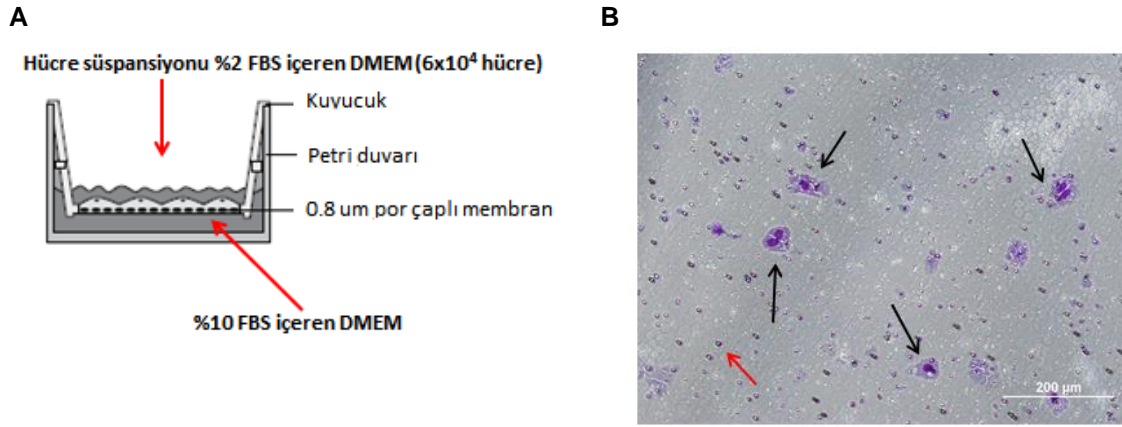 A
B
Hücre süspansiyonu %2 FBS içeren DMEM (6x10⁴ hücre)
Kuyucuk
Petri duvarı
0.8 um por çaplı membran
%10 FBS içeren DMEM
200 µm